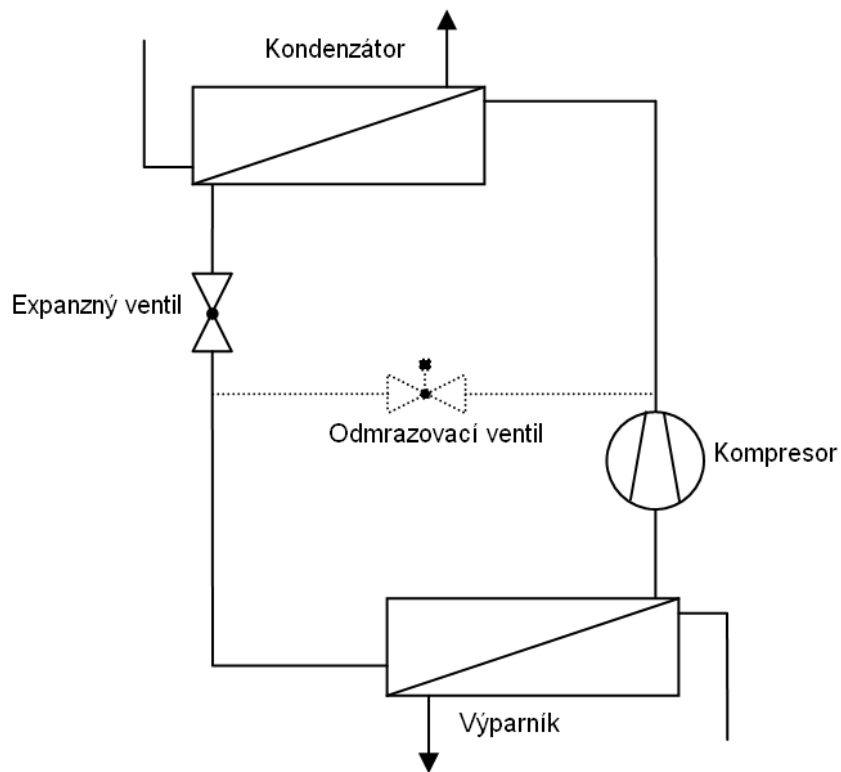 Kondenzátor
Expanzný ventil
Odmrazovací ventil
Kompresor
Výparník